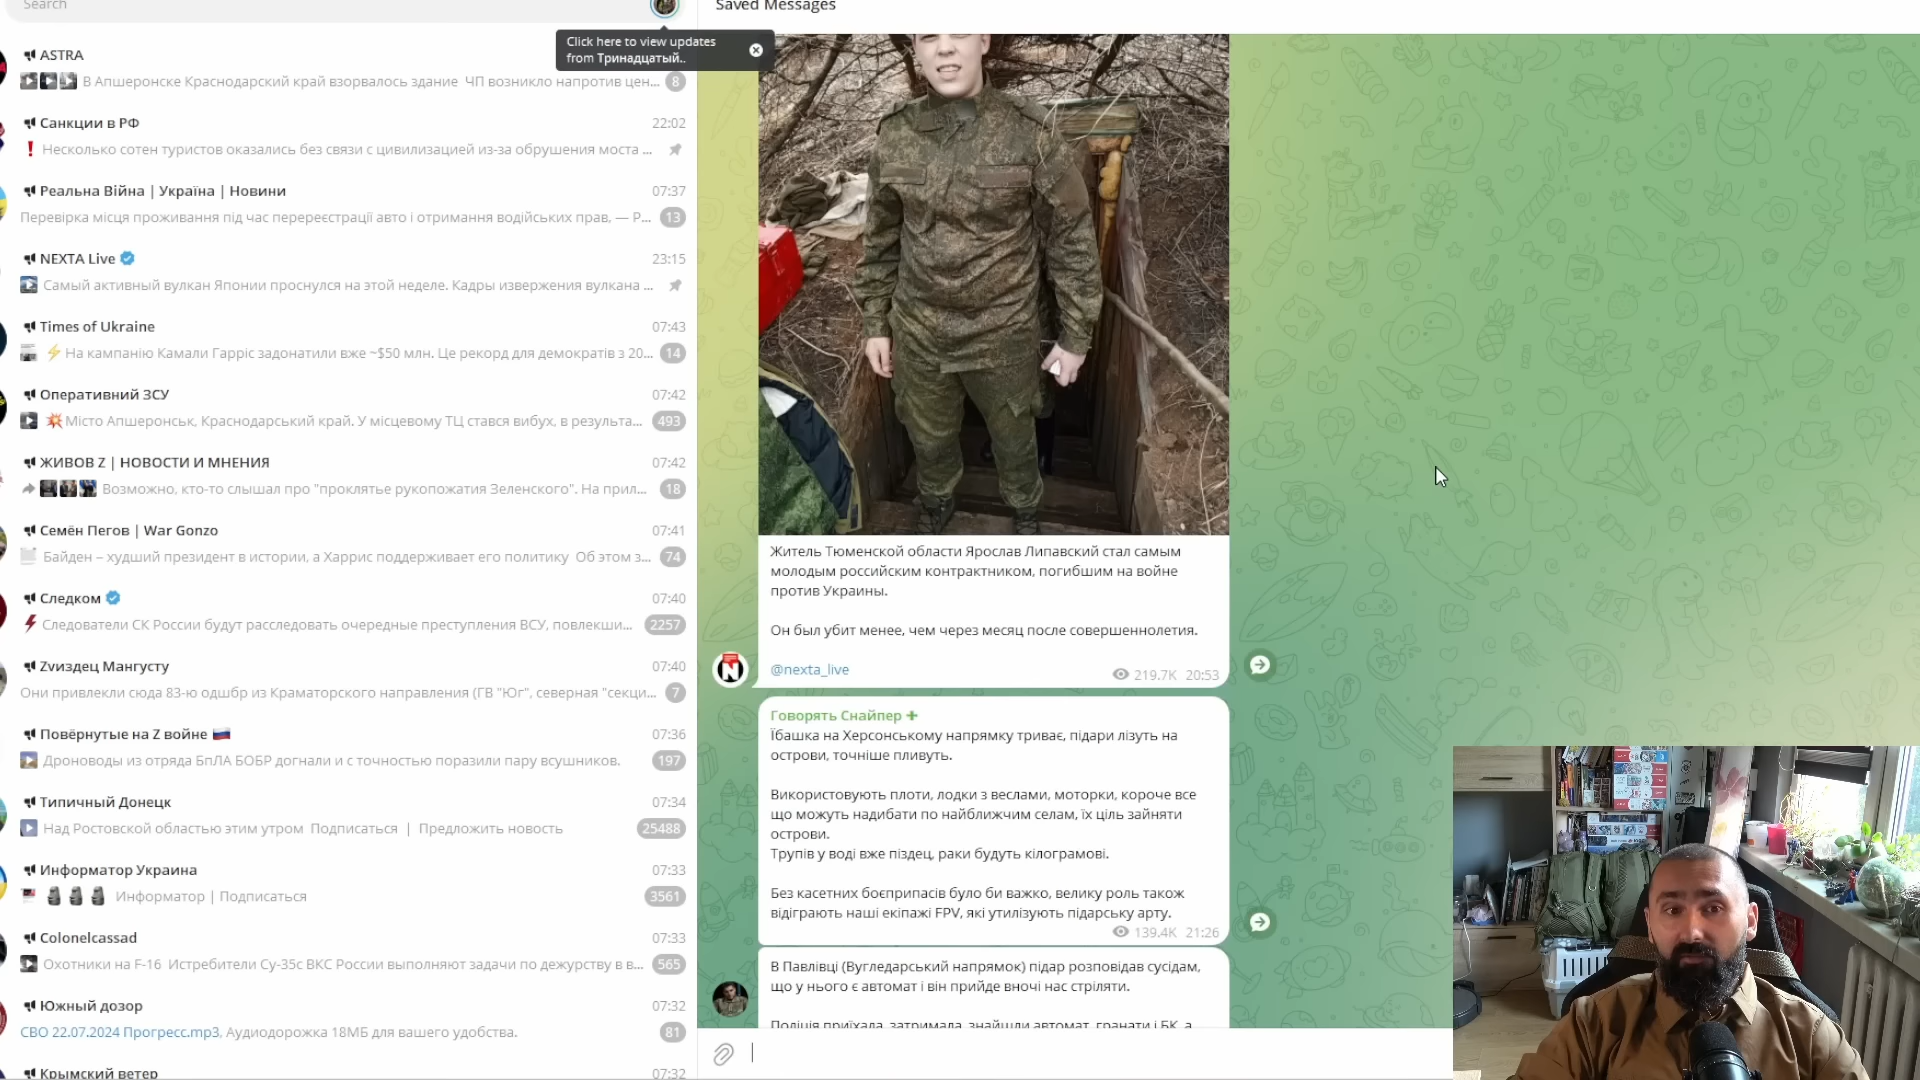 Search
Saved Messages
Click here to view updates
from Тринадцатый..
ASTRA
В Апшеронске Краснодарский край взорвалось здание ЧП возникло напротив цен... 8
Санкции в РФ 22:02
Несколько сотен туристов оказались без связи с цивилизацией из-за обрушения моста ...
Реальна Війна | Україна | Новини 07:37
Перевірка місця проживання під час перереєстрації авто і отримання водійських прав, — Р... 13
NEXTA Live 23:15
Самый активный вулкан Японии проснулся на этой неделе. Кадры извержения вулкана ...
Times of Ukraine 07:43
На кампанію Камали Гарріс задонатили вже ~$50 млн. Це рекорд для демократів з 20... 14
Оперативний ЗСУ 07:42
Місто Апшеронськ, Краснодарський край. У місцевому ТЦ стався вибух, в результа... 493
ЖИВОВ Z | НОВОСТИ И МНЕНИЯ 07:42
Возможно, кто-то слышал про "проклятье рукопожатия Зеленского". На прил... 18
Семён Пегов | War Gonzo 07:41
Байден – худший президент в истории, а Харрис поддерживает его политику Об этом з... 74
Следком 07:40
Следователи СК России будут расследовать очередные преступления ВСУ, повлекши... 2257
Zvиздец Мангусту 07:40
Они привлекли сюда 83-ю одшбр из Краматорского направления (ГВ "Юг", северная "секци... 7
Повёрнутые на Z войне 07:36
Дроноводы из отряда БпЛА БОБР догнали и с точностью поразили пару всушников. 197
Типичный Донецк 07:34
Над Ростовской областью этим утром Подписаться | Предложить новость 25488
Информатор Украина 07:33
Информатор | Подписаться 3561
Colonelcassad 07:33
Охотники на F-16 Истребители Су-35с ВКС России выполняют задачи по дежурству в в... 565
Южный дозор 07:32
СВО 22.07.2024 Прогресс.mp3, Аудиодорожка 18МБ для вашего удобства. 81
Крымский ветер 07:32
Житель Тюменской области Ярослав Липавский стал самым
молодым российским контрактником, погибшим на войне
против Украины.
Он был убит менее, чем через месяц после совершеннолетия.
@nexta_live 219.7K 20:53
Говорять Снайпер
Їбашка на Херсонському напрямку триває, підари лізуть на
острови, точніше пливуть.
Використовують плоти, лодки з веслами, моторки, короче все
що можуть надибати по найближчим селам, їх ціль зайняти
острови.
Трупів у воді вже піздец, раки будуть кілограмові.
Без касетних боєприпасів було би важко, велику роль також
відіграють наші екіпажі FPV, які утилізують підарську арту.
139.4K 21:26
В Павлівці (Вугледарський напрямок) підар розповідав сусідам,
що у нього є автомат і він прийде вночі нас стріляти.
Поліція приїхала, затримала, знайшли автомат, гранати і БК, а